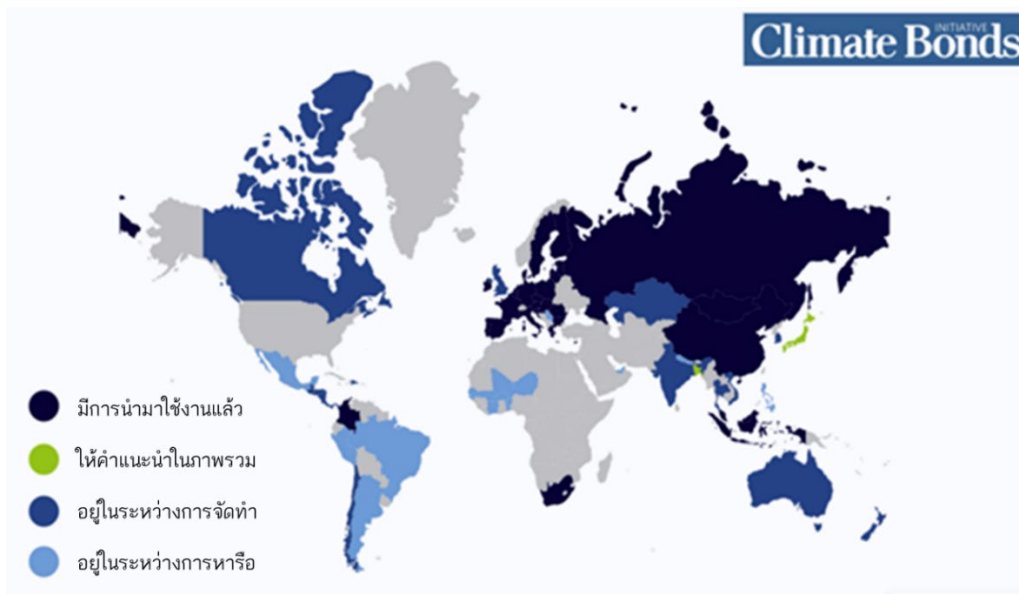 INITIATIVE
Climate Bonds
มีการนำมาใช้งานแล้ว
ให้คำแนะนำในภาพรวม
อยู่ในระหว่างการจัดทำ
อยู่ในระหว่างการหารือ